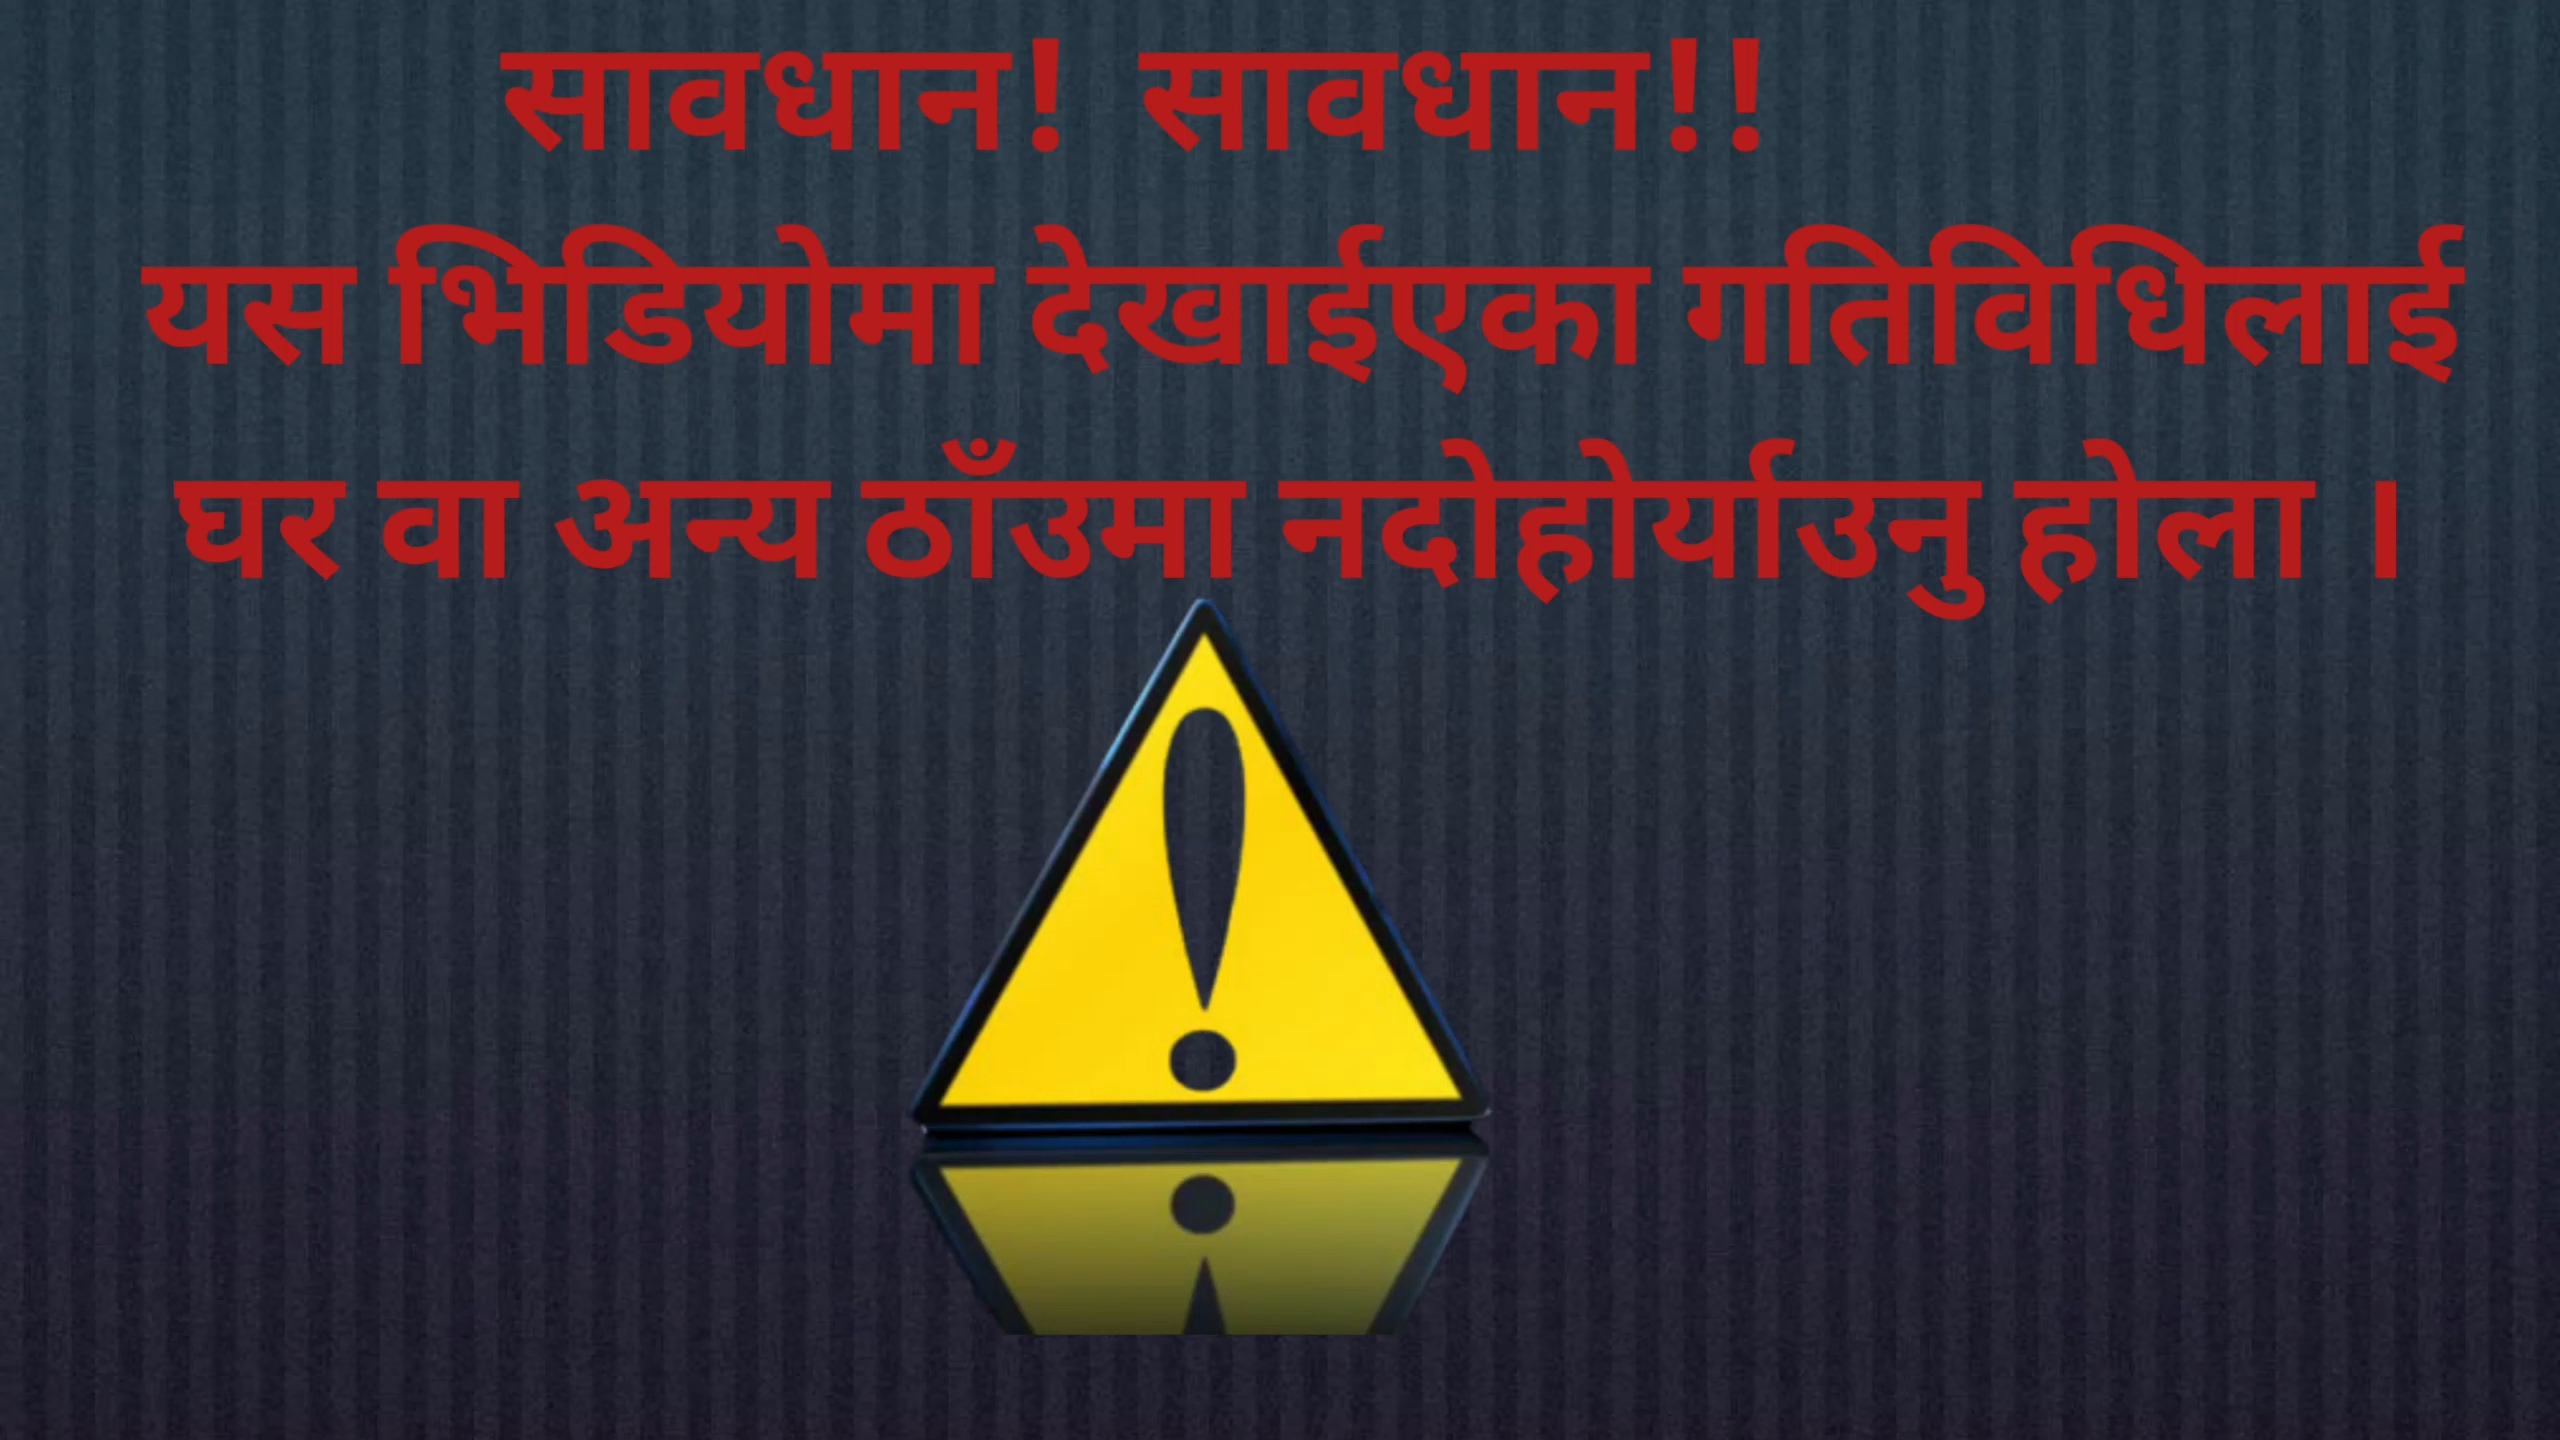 सावधान! सावधान!!
यस भिडियोमा देखाईएका गतिविधिलाई
घर वा अन्य ठाँउमा नदोहोर्याउनु होला ।